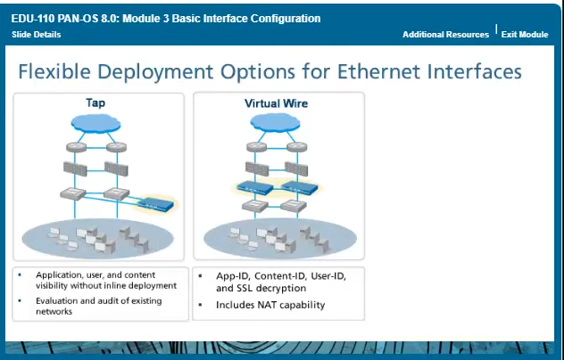 EDU-110 PAN-OS 8.0: Module 3 Basic Interface Configuration
Slide Details
Additional Resources
Exit Module
Flexible Deployment Options for Ethernet Interfaces
Tap
Virtual Wire
Application, user, and content
visibility without inline deployment
Evaluation and audit of existing
networks
App-ID, Content-ID, User-ID,
and SSL decryption
Includes NAT capability